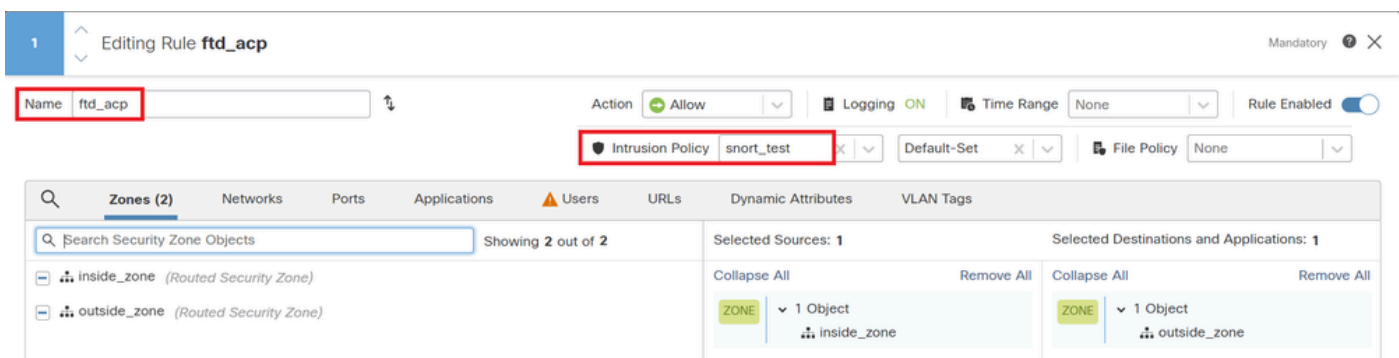 1 Editing Rule ftd_acp Mandatory
Name ftd_acp Action Allow Logging ON Time Range None Rule Enabled
Intrusion Policy snort_test Default-Set File Policy None
Zones (2) Networks Ports Applications Users URLs Dynamic Attributes VLAN Tags
Search Security Zone Objects Showing 2 out of 2 Selected Sources: 1 Selected Destinations and Applications: 1
inside_zone (Routed Security Zone) Collapse All Remove All Collapse All Remove All
outside_zone (Routed Security Zone) ZONE 1 Object ZONE 1 Object
inside_zone outside_zone